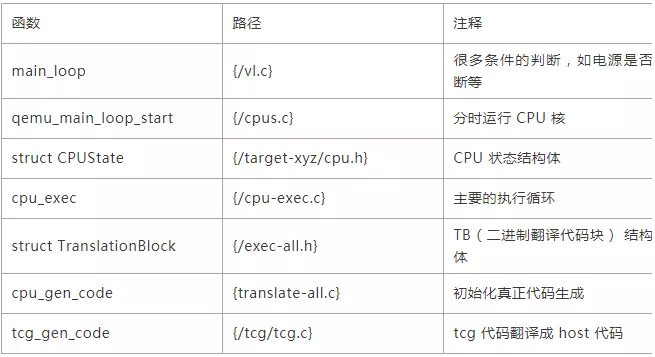 函数 路径 注释
main_loop {/vl.c} 很多条件的判断，如电源是否
断等
qemu_main_loop_start {/cpus.c} 分时运行 CPU 核
struct CPUState {/target-xyz/cpu.h} CPU 状态结构体
cpu_exec {/cpu-exec.c} 主要的执行循环
struct TranslationBlock {/exec-all.h} TB（二进制翻译代码块） 结构
体
cpu_gen_code {translate-all.c} 初始化真正代码生成
tcg_gen_code {/tcg/tcg.c} tcg 代码翻译成 host 代码